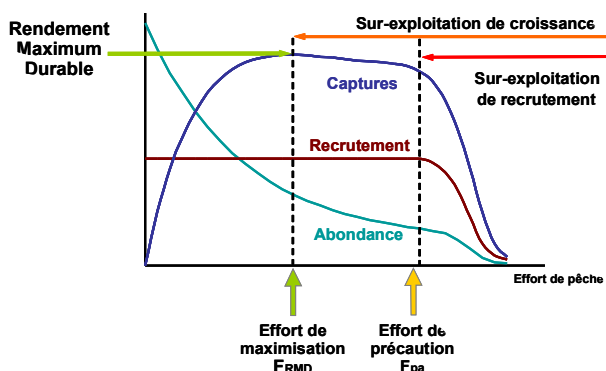 Rendement
Maximum
Durable
Sur-exploitation de croissance
Sur-exploitation
de recrutement
Captures
Recrutement
Abondance
Effort de pêche
Effort de
maximisation
FRMD
Effort de
précaution
Fpa